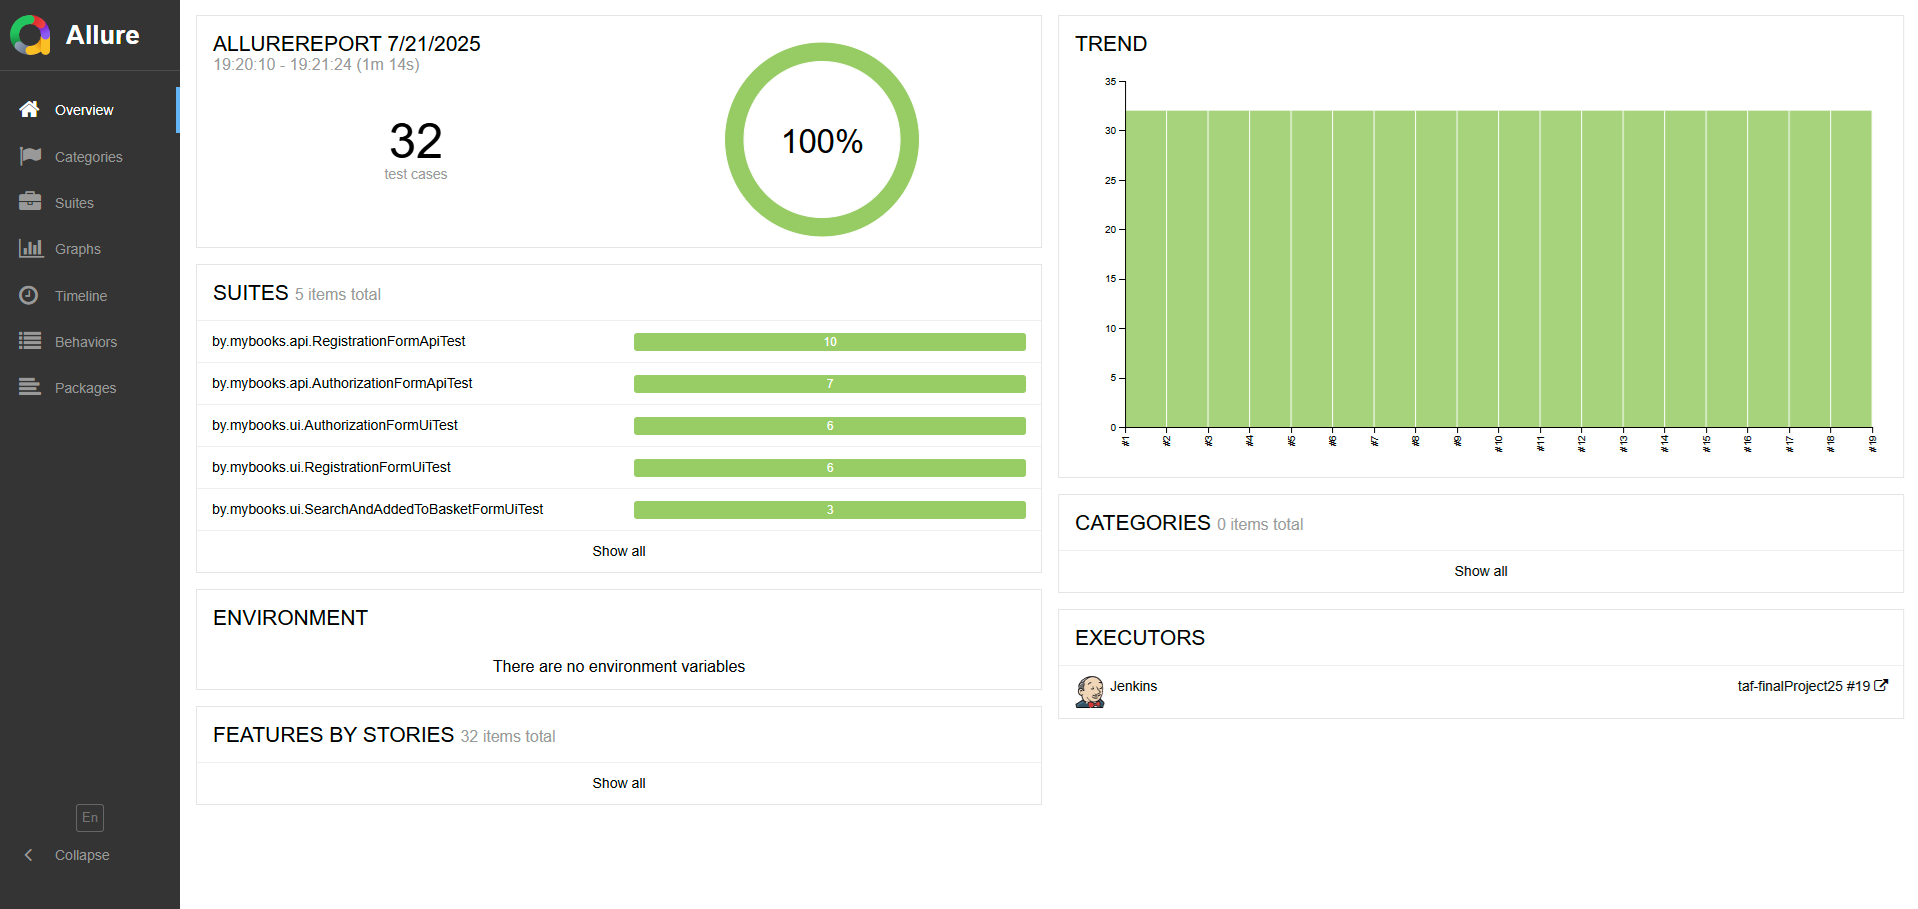 Allure
Overview
Categories
Suites
Graphs
Timeline
Behaviors
Packages
En
Collapse
ALLUREREPORT 7/21/2025
19:20:10 - 19:21:24 (1m 14s)
32
test cases
100%
SUITES 5 items total
by.mybooks.api.RegistrationFormApiTest 10
by.mybooks.api.AuthorizationFormApiTest 7
by.mybooks.ui.AuthorizationFormUiTest 6
by.mybooks.ui.RegistrationFormUiTest 6
by.mybooks.ui.SearchAndAddedToBasketFormUiTest 3
Show all
ENVIRONMENT
There are no environment variables
FEATURES BY STORIES 32 items total
Show all
TREND
35
30
25
20
15
10
5
0
#1 #2 #3 #4 #5 #6 #7 #8 #9 #10 #11 #12 #13 #14 #15 #16 #17 #18 #19
CATEGORIES 0 items total
Show all
EXECUTORS
Jenkins taf-finalProject25 #19